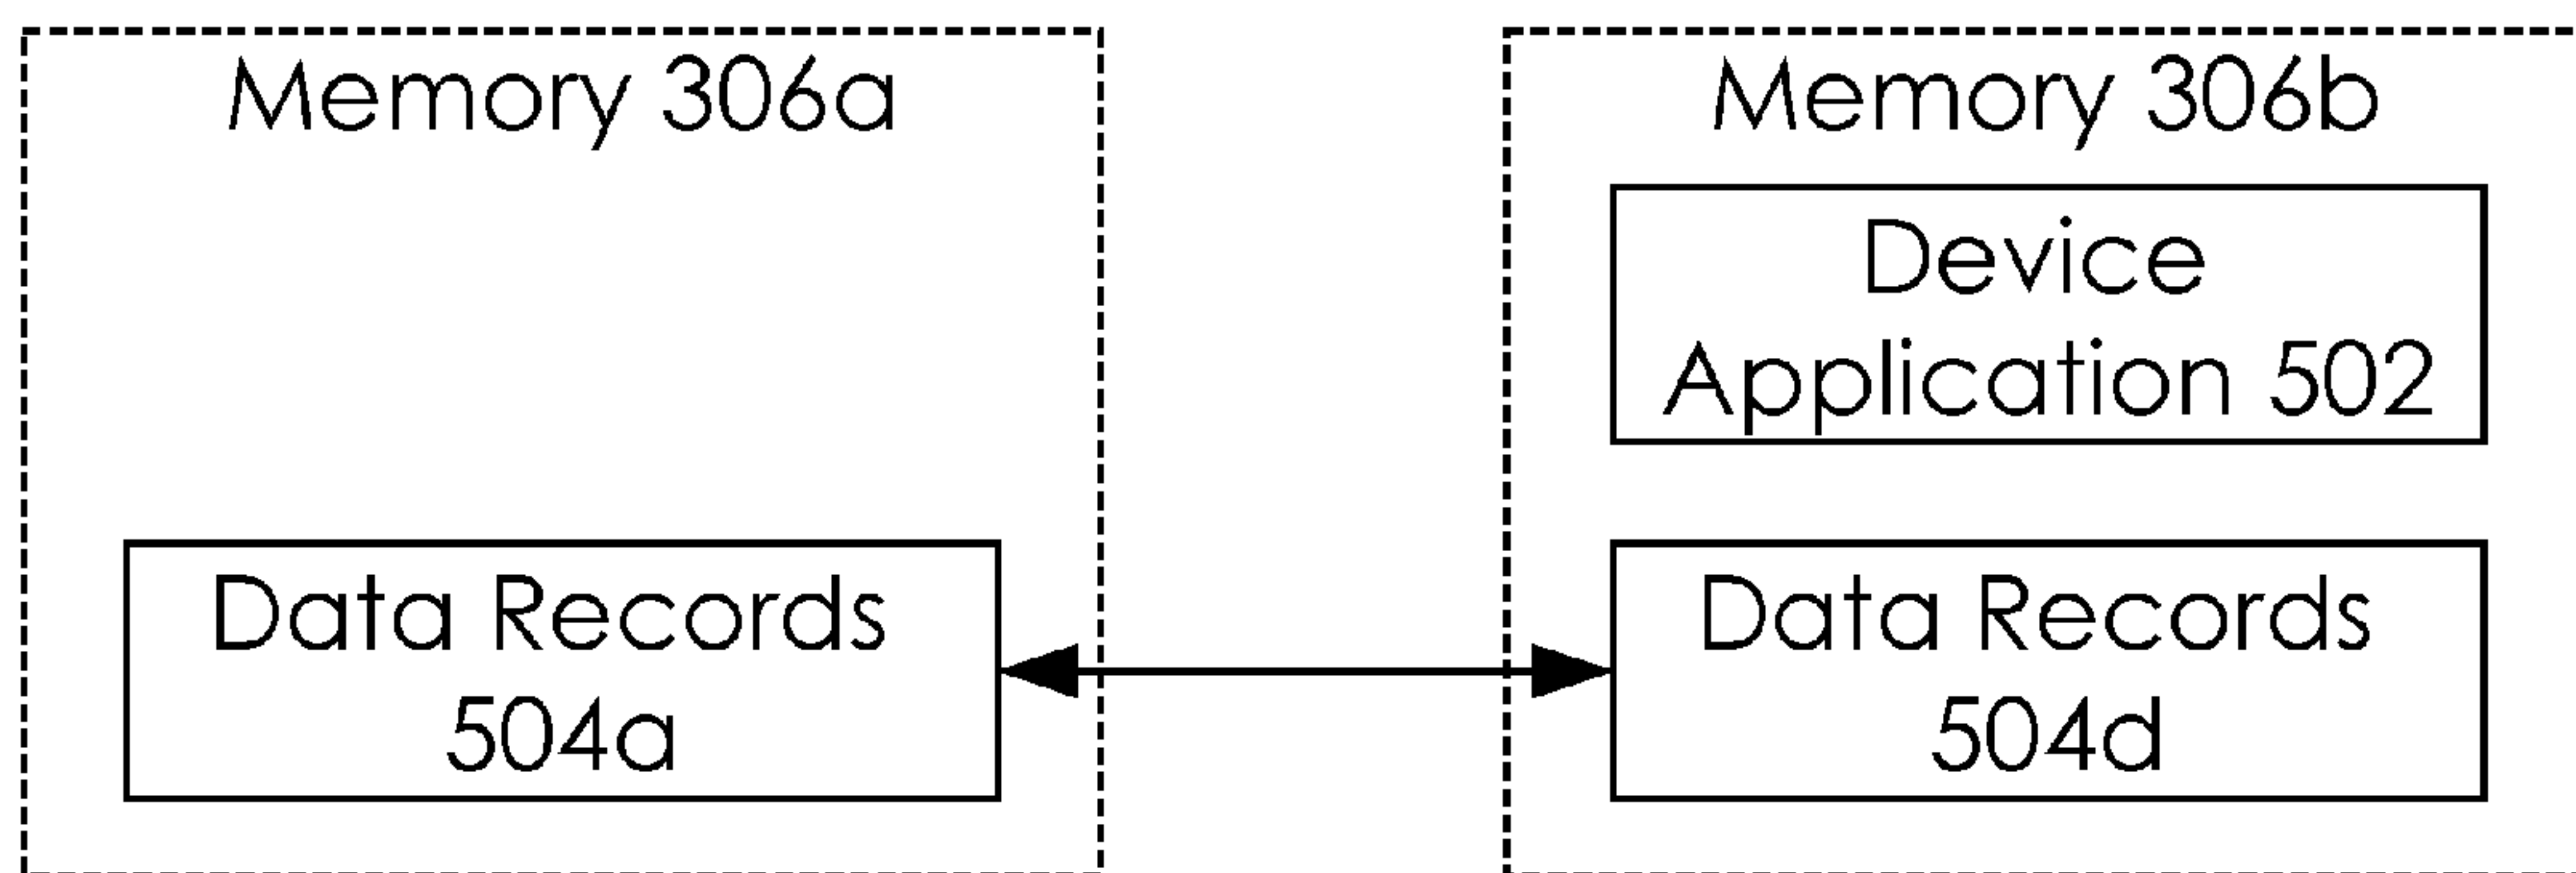 Memory 306a
Data Records
504a
Memory 306b
Device
Application 502
Data Records
504d